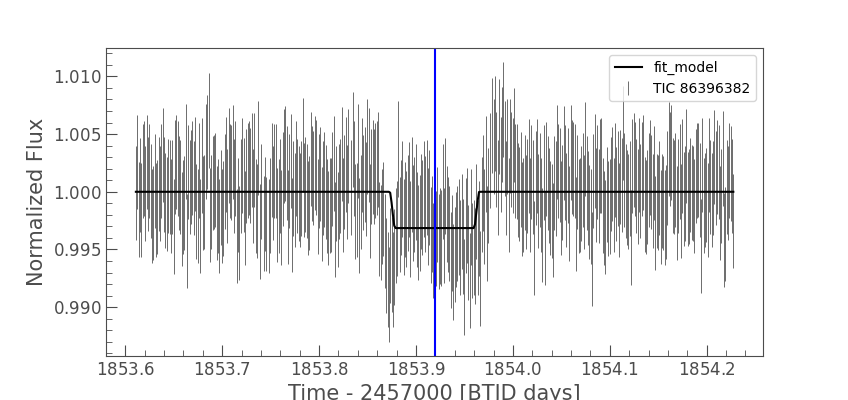 fit_model
TIC 86396382
Normalized Flux
1.010
1.005
1.000
0.995
0.990
1853.6 1853.7 1853.8 1853.9 1854.0 1854.1 1854.2
Time - 2457000 [BTJD days]